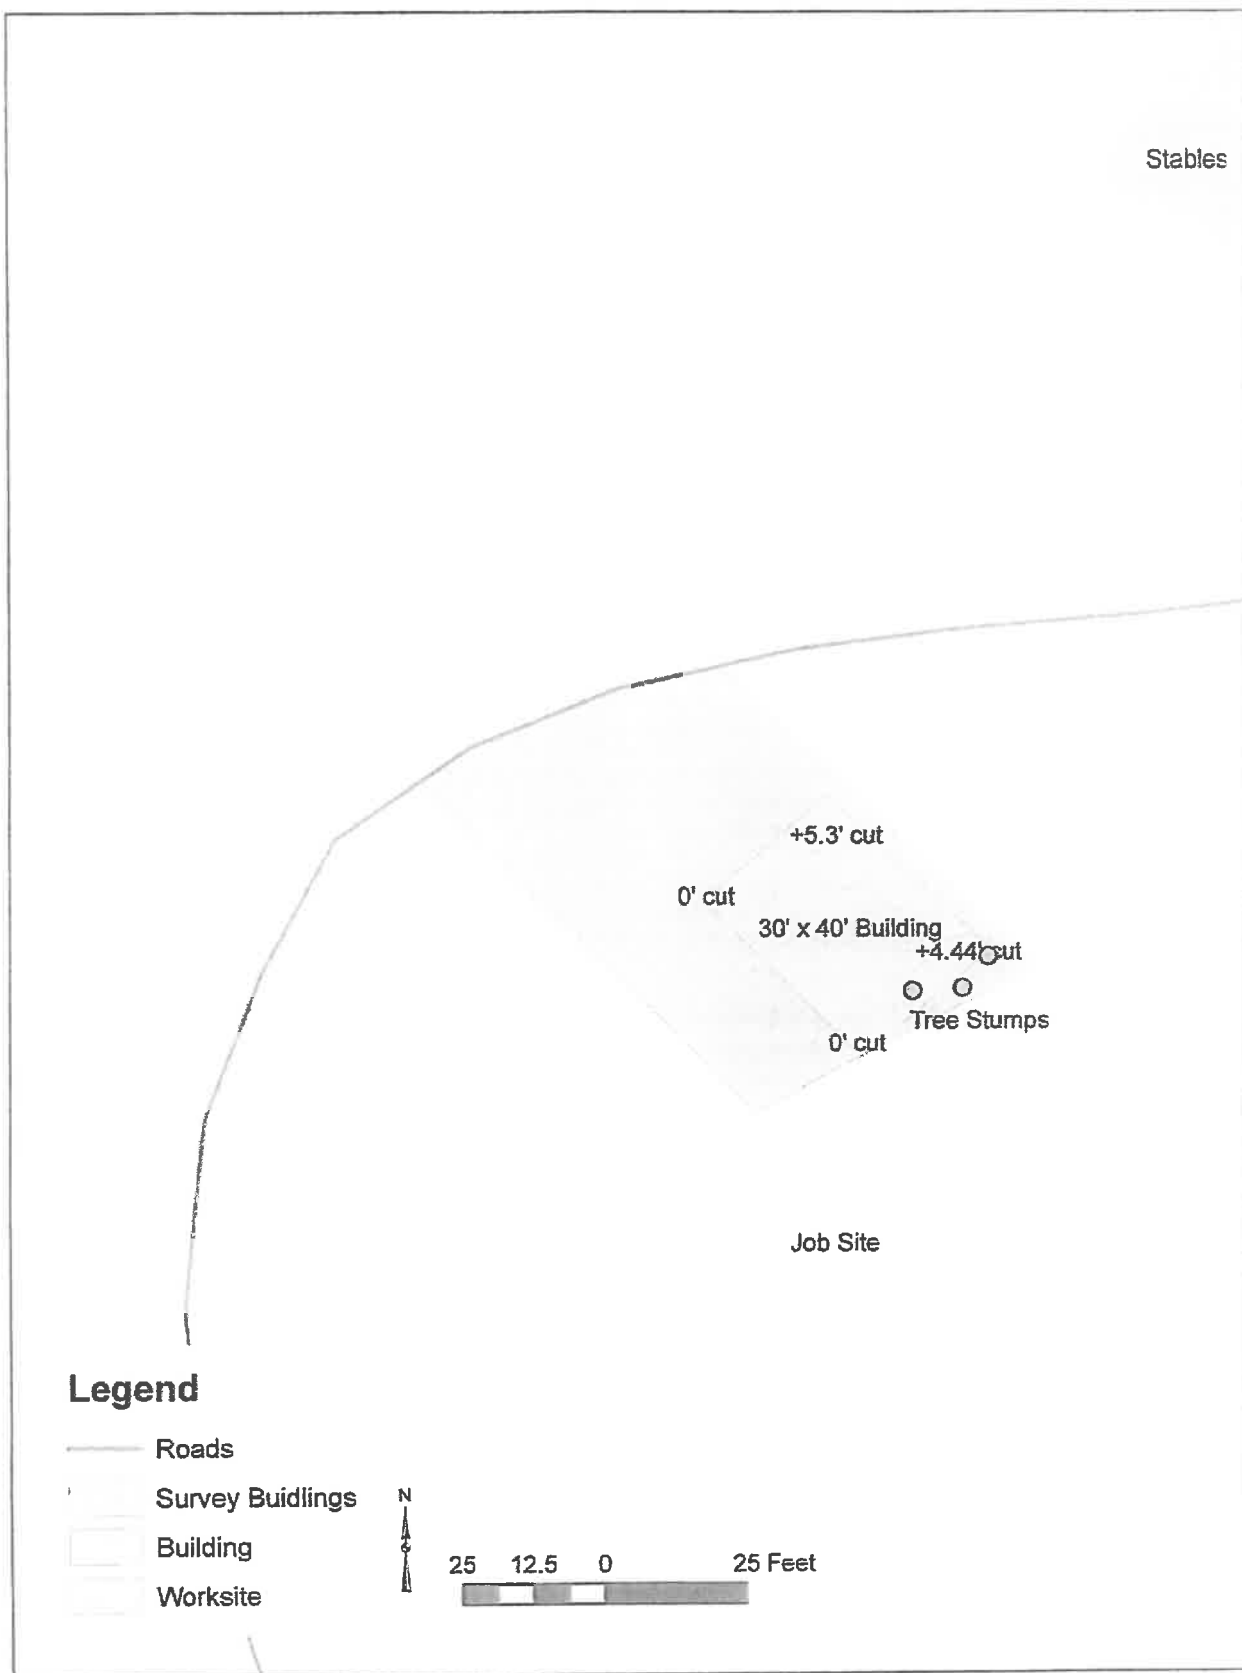 Stables
+5.3' cut
0' cut
30' x 40' Building
+4.44' cut
Tree Stumps
0' cut
Job Site
Legend
Roads
Survey Buidlings
Building
Worksite
N
25 12.5 0 25 Feet